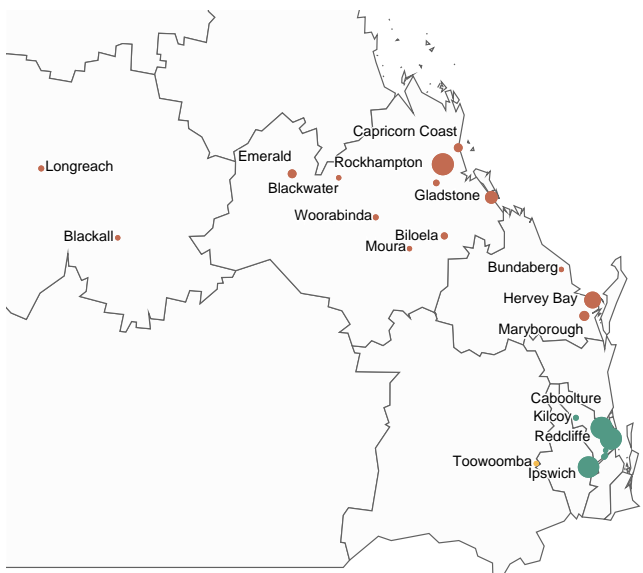 Capricorn Coast
Emerald
Rockhampton
Longreach
Blackwater
Gladstone
Woorabinda
Blackall
Biloela
Moura
Bundaberg
Hervey Bay
Maryborough
Caboolture
Kilcoy
Redcliffe
Toowoomba
Ipswich